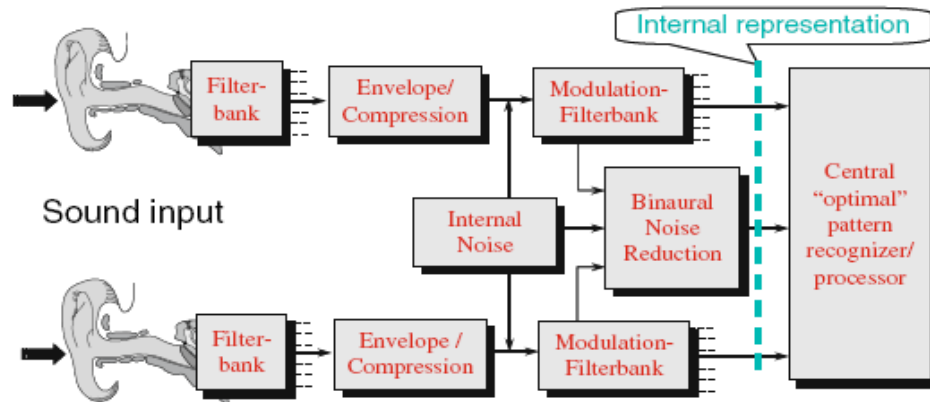 Internal representation
Filter-
bank
Envelope/
Compression
Modulation-
Filterbank
Sound input
Internal
Noise
Binaural
Noise
Reduction
Central
“optimal”
pattern
recognizer/
processor
Filter-
bank
Envelope /
Compression
Modulation-
Filterbank